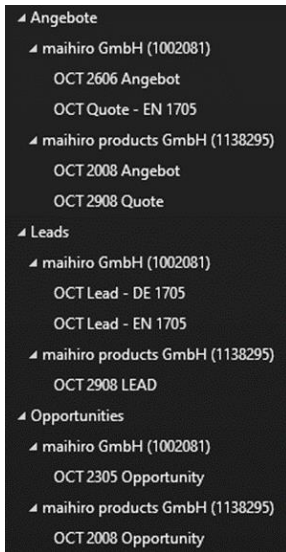 Angebote
maihiro GmbH (1002081)
OCT 2606 Angebot
OCT Quote - EN 1705
maihiro products GmbH (1138295)
OCT 2008 Angebot
OCT 2908 Quote
Leads
maihiro GmbH (1002081)
OCT Lead - DE 1705
OCT Lead - EN 1705
maihiro products GmbH (1138295)
OCT 2908 LEAD
Opportunities
maihiro GmbH (1002081)
OCT 2305 Opportunity
maihiro products GmbH (1138295)
OCT 2008 Opportunity